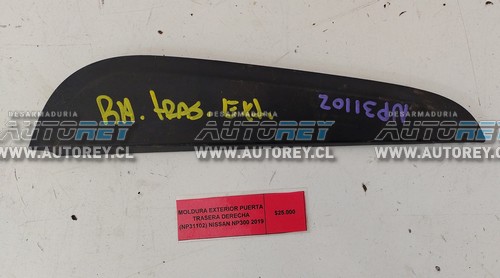 RH. tras EXT
NP31102
DESARMADURIA DESARMADURIA DESARMADURIA
AUTOREY AUTOREY AUTOREY
WWW.AUTOREY.CL WWW.AUTOREY.CL WWW.AUTOREY.CL
MOLDURA EXTERIOR PUERTA
TRASERA DERECHA
(NP31102) NISSAN NP300 2019
$25.000